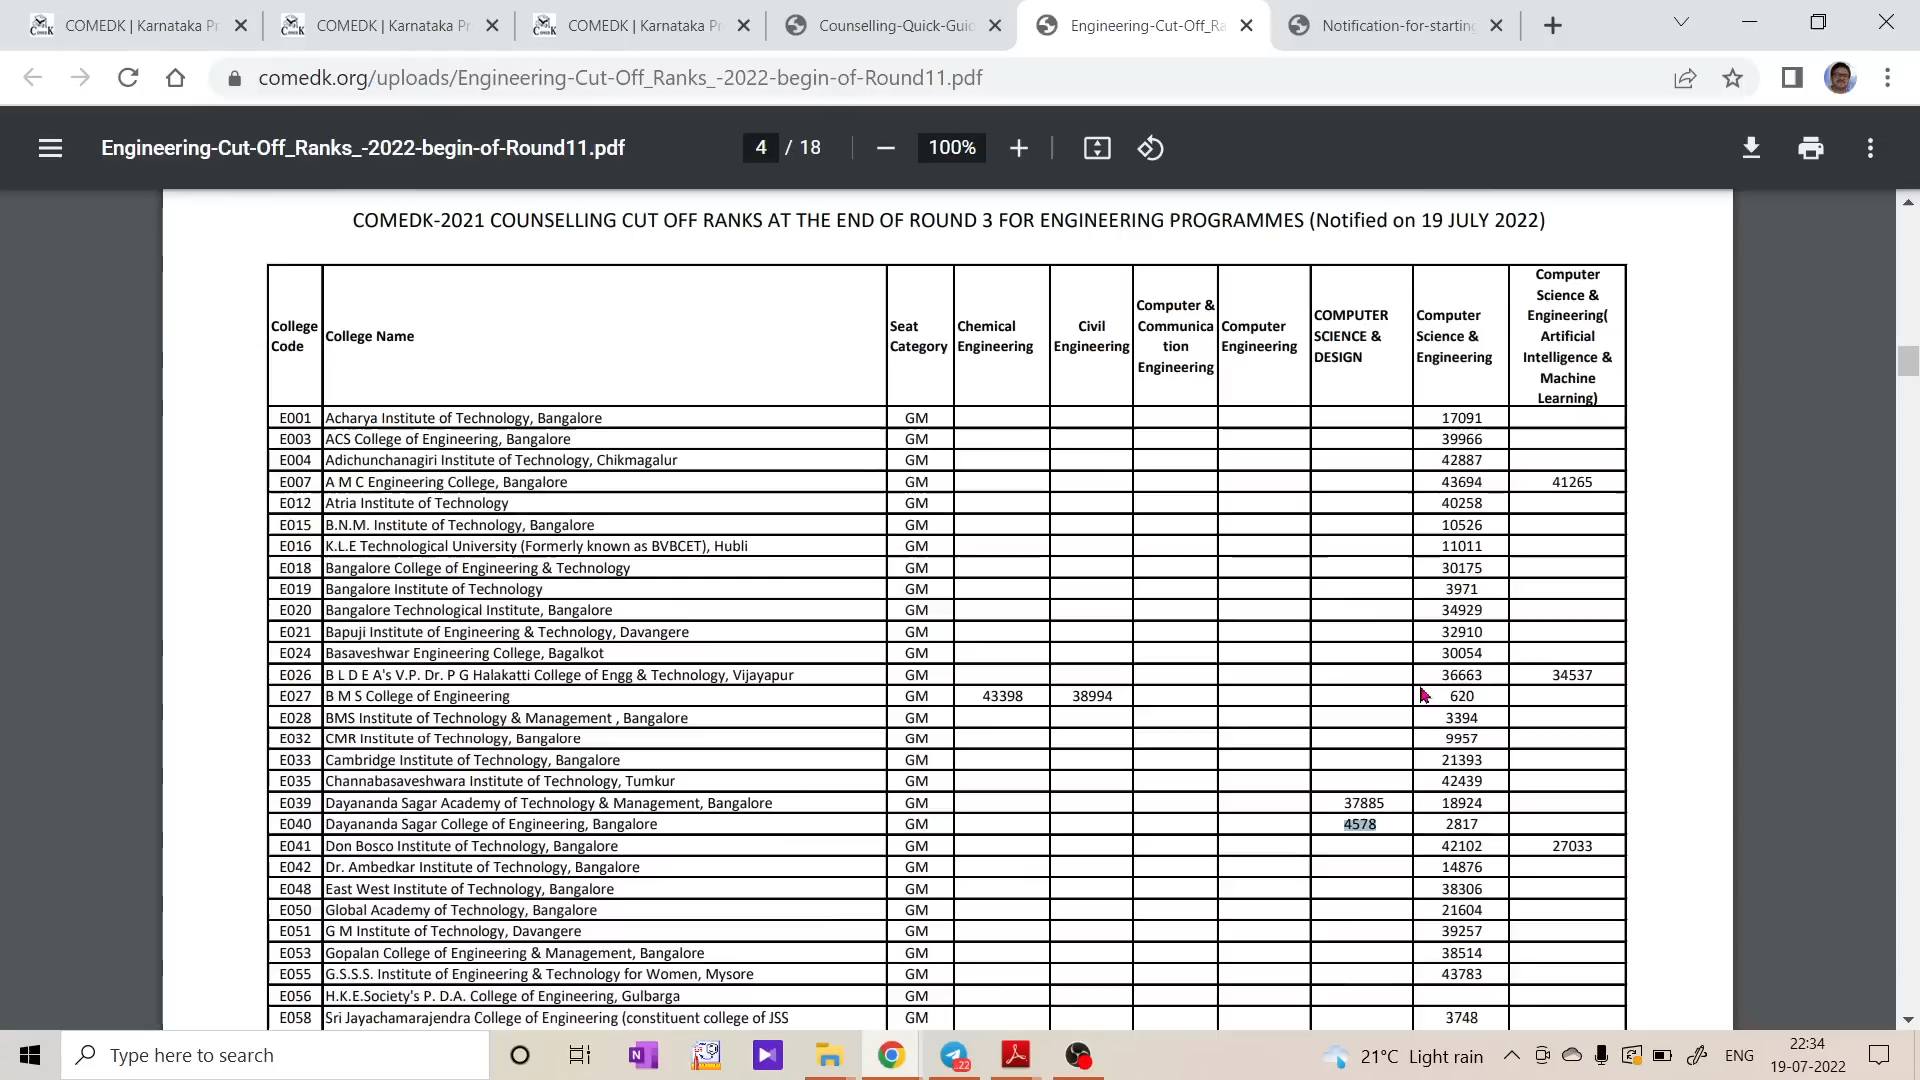 COMEDK | Karnataka Pr
COMEDK | Karnataka Pr
COMEDK | Karnataka Pr
Counselling-Quick-Guid
Engineering-Cut-Off_Ra
Notification-for-starting
comedk.org/uploads/Engineering-Cut-Off_Ranks_-2022-begin-of-Round11.pdf
Engineering-Cut-Off_Ranks_-2022-begin-of-Round11.pdf 4 / 18 100%
COMEDK-2021 COUNSELLING CUT OFF RANKS AT THE END OF ROUND 3 FOR ENGINEERING PROGRAMMES (Notified on 19 JULY 2022)
College Code
College Name
Seat Category
Chemical Engineering
Civil Engineering
Computer & Communica tion Engineering
Computer Engineering
COMPUTER SCIENCE & DESIGN
Computer Science & Engineering
Computer Science & Engineering( Artificial Intelligence & Machine Learning)
E001 Acharya Institute of Technology, Bangalore GM 17091
E003 ACS College of Engineering, Bangalore GM 39966
E004 Adichunchanagiri Institute of Technology, Chikmagalur GM 42887
E007 A M C Engineering College, Bangalore GM 43694 41265
E012 Atria Institute of Technology GM 40258
E015 B.N.M. Institute of Technology, Bangalore GM 10526
E016 K.L.E Technological University (Formerly known as BVBCET), Hubli GM 11011
E018 Bangalore College of Engineering & Technology GM 30175
E019 Bangalore Institute of Technology GM 3971
E020 Bangalore Technological Institute, Bangalore GM 34929
E021 Bapuji Institute of Engineering & Technology, Davangere GM 32910
E024 Basaveshwar Engineering College, Bagalkot GM 30054
E026 B L D E A's V.P. Dr. P G Halakatti College of Engg & Technology, Vijayapur GM 36663 34537
E027 B M S College of Engineering GM 43398 38994 620
E028 BMS Institute of Technology & Management , Bangalore GM 3394
E032 CMR Institute of Technology, Bangalore GM 9957
E033 Cambridge Institute of Technology, Bangalore GM 21393
E035 Channabasaveshwara Institute of Technology, Tumkur GM 42439
E039 Dayananda Sagar Academy of Technology & Management, Bangalore GM 37885 18924
E040 Dayananda Sagar College of Engineering, Bangalore GM 4578 2817
E041 Don Bosco Institute of Technology, Bangalore GM 42102 27033
E042 Dr. Ambedkar Institute of Technology, Bangalore GM 14876
E048 East West Institute of Technology, Bangalore GM 38306
E050 Global Academy of Technology, Bangalore GM 21604
E051 G M Institute of Technology, Davangere GM 39257
E053 Gopalan College of Engineering & Management, Bangalore GM 38514
E055 G.S.S.S. Institute of Engineering & Technology for Women, Mysore GM 43783
E056 H.K.E.Society's P. D.A. College of Engineering, Gulbarga GM
E058 Sri Jayachamarajendra College of Engineering (constituent college of JSS GM 3748
Type here to search
22
21°C Light rain
ENG
22:34
19-07-2022